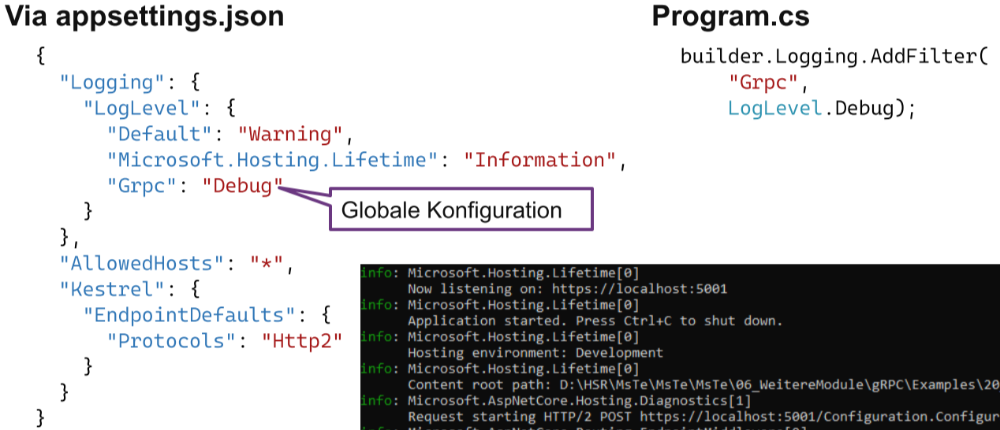 Via appsettings.json
{
"Logging": {
"LogLevel": {
"Default": "Warning",
"Microsoft.Hosting.Lifetime": "Information",
"Grpc": "Debug"
}
},
"AllowedHosts": "*",
"Kestrel": {
"EndpointDefaults": {
"Protocols": "Http2"
}
}
}
Globale Konfiguration
Program.cs
builder.Logging.AddFilter(
"Grpc",
LogLevel.Debug);
info: Microsoft.Hosting.Lifetime[0]
Now listening on: https://localhost:5001
info: Microsoft.Hosting.Lifetime[0]
Application started. Press Ctrl+C to shut down.
info: Microsoft.Hosting.Lifetime[0]
Hosting environment: Development
info: Microsoft.Hosting.Lifetime[0]
Content root path: D:\HSR\MsTe\MsTe\MsTe\06_WeitereModule\gRPC\Examples\20
info: Microsoft.AspNetCore.Hosting.Diagnostics[1]
Request starting HTTP/2 POST https://localhost:5001/Configuration.Configur